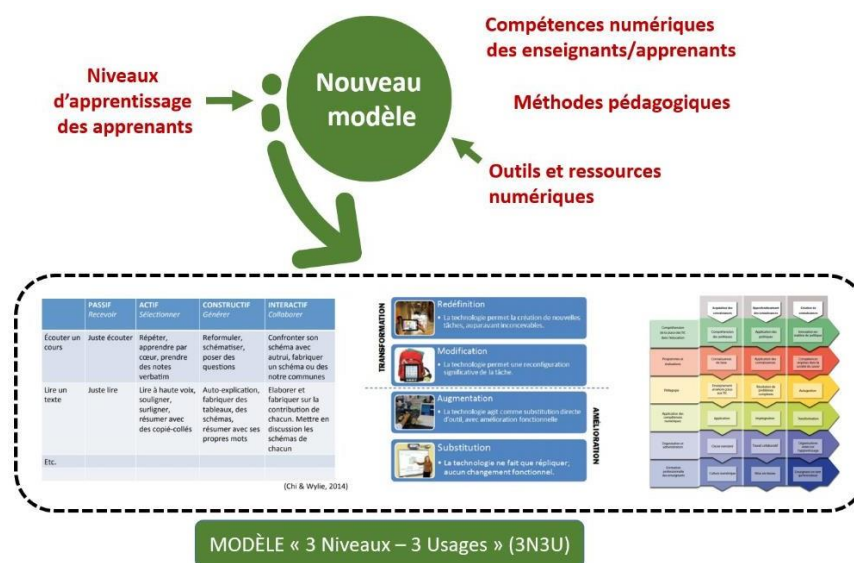 Compétences numériques
des enseignants/apprenants
Niveaux
d’apprentissage
des apprenants
Nouveau
modèle
Méthodes pédagogiques
Outils et ressources
numériques
PASSIF
Recevoir
ACTIF
Sélectionner
CONSTRUCTIF
Générer
INTERACTIF
Collaborer
Écouter un
cours
Juste écouter
Répéter,
apprendre par
cœur, prendre
des notes
verbatim
Reformuler,
schématiser,
poser des
questions
Confronter son
schéma avec
autrui, fabriquer
un schéma ou des
notre communes
Lire un
texte
Juste lire
Lire à haute voix,
souligner,
surligner,
résumer avec
des copié-collés
Auto-explication,
fabriquer des
tableaux, des
schémas,
résumer avec ses
propres mots
Elaborer et
fabriquer sur la
contribution de
chacun. Mettre en
discussion les
schémas de
chacun
Etc.
(Chi & Wylie, 2014)
TRANSFORMATION
Redéfinition
• La technologie permet la création de nouvelles
tâches, auparavant inconcevables.
Modification
• La technologie permet une reconfiguration
significative de la tâche.
AMÉLIORATION
Augmentation
• La technologie agit comme substitution directe
d'outil, avec amélioration fonctionnelle
Substitution
• La technologie ne fait que répliquer;
aucun changement fonctionnel.
MODÈLE « 3 Niveaux – 3 Usages » (3N3U)